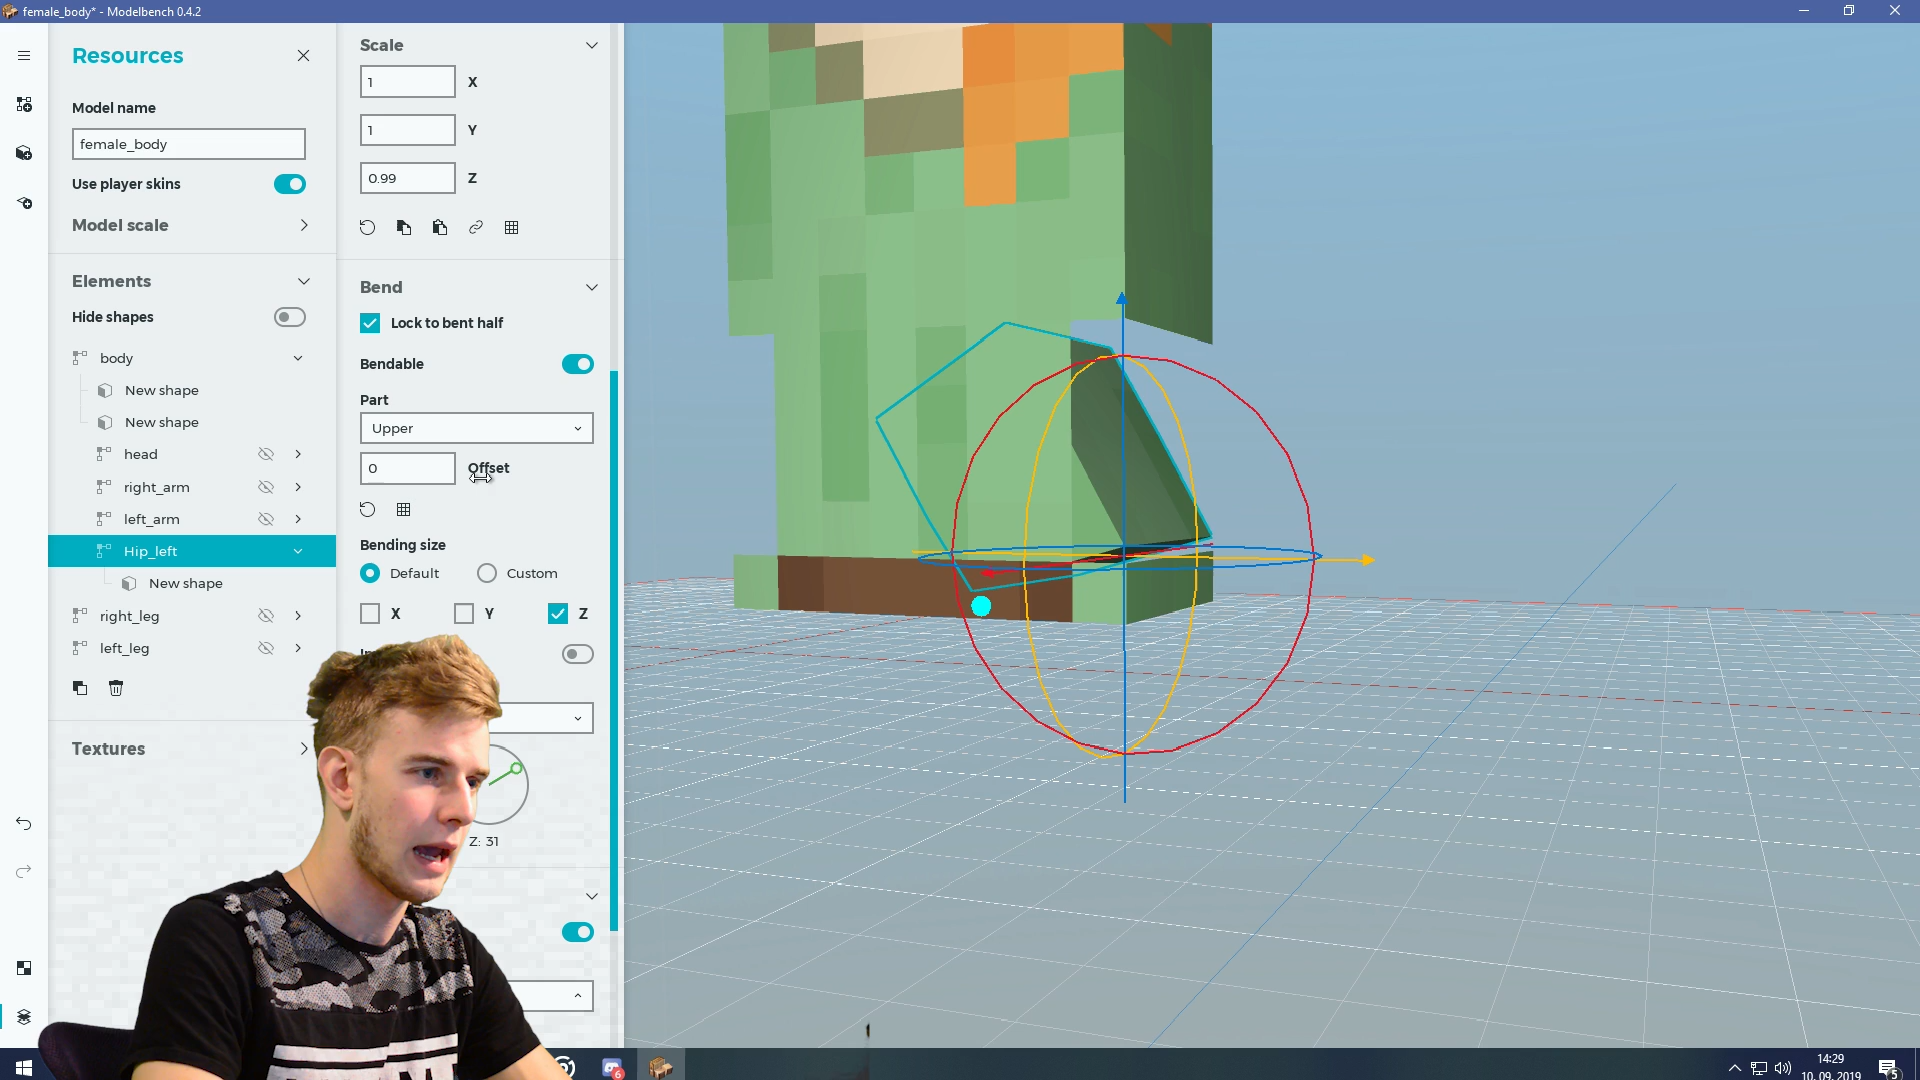 female_body* - Modelbench 0.4.2
Resources
Model name
female_body
Use player skins
Model scale
Elements
Hide shapes
body
New shape
New shape
head
right_arm
left_arm
Hip_left
New shape
right_leg
left_leg
Textures
Scale
1 X
1 Y
0.99 Z
Bend
Lock to bent half
Bendable
Part
Upper
0 Offset
Bending size
Default Custom
X Y Z
Z: 31
6
14:29
10. 09. 2019
5